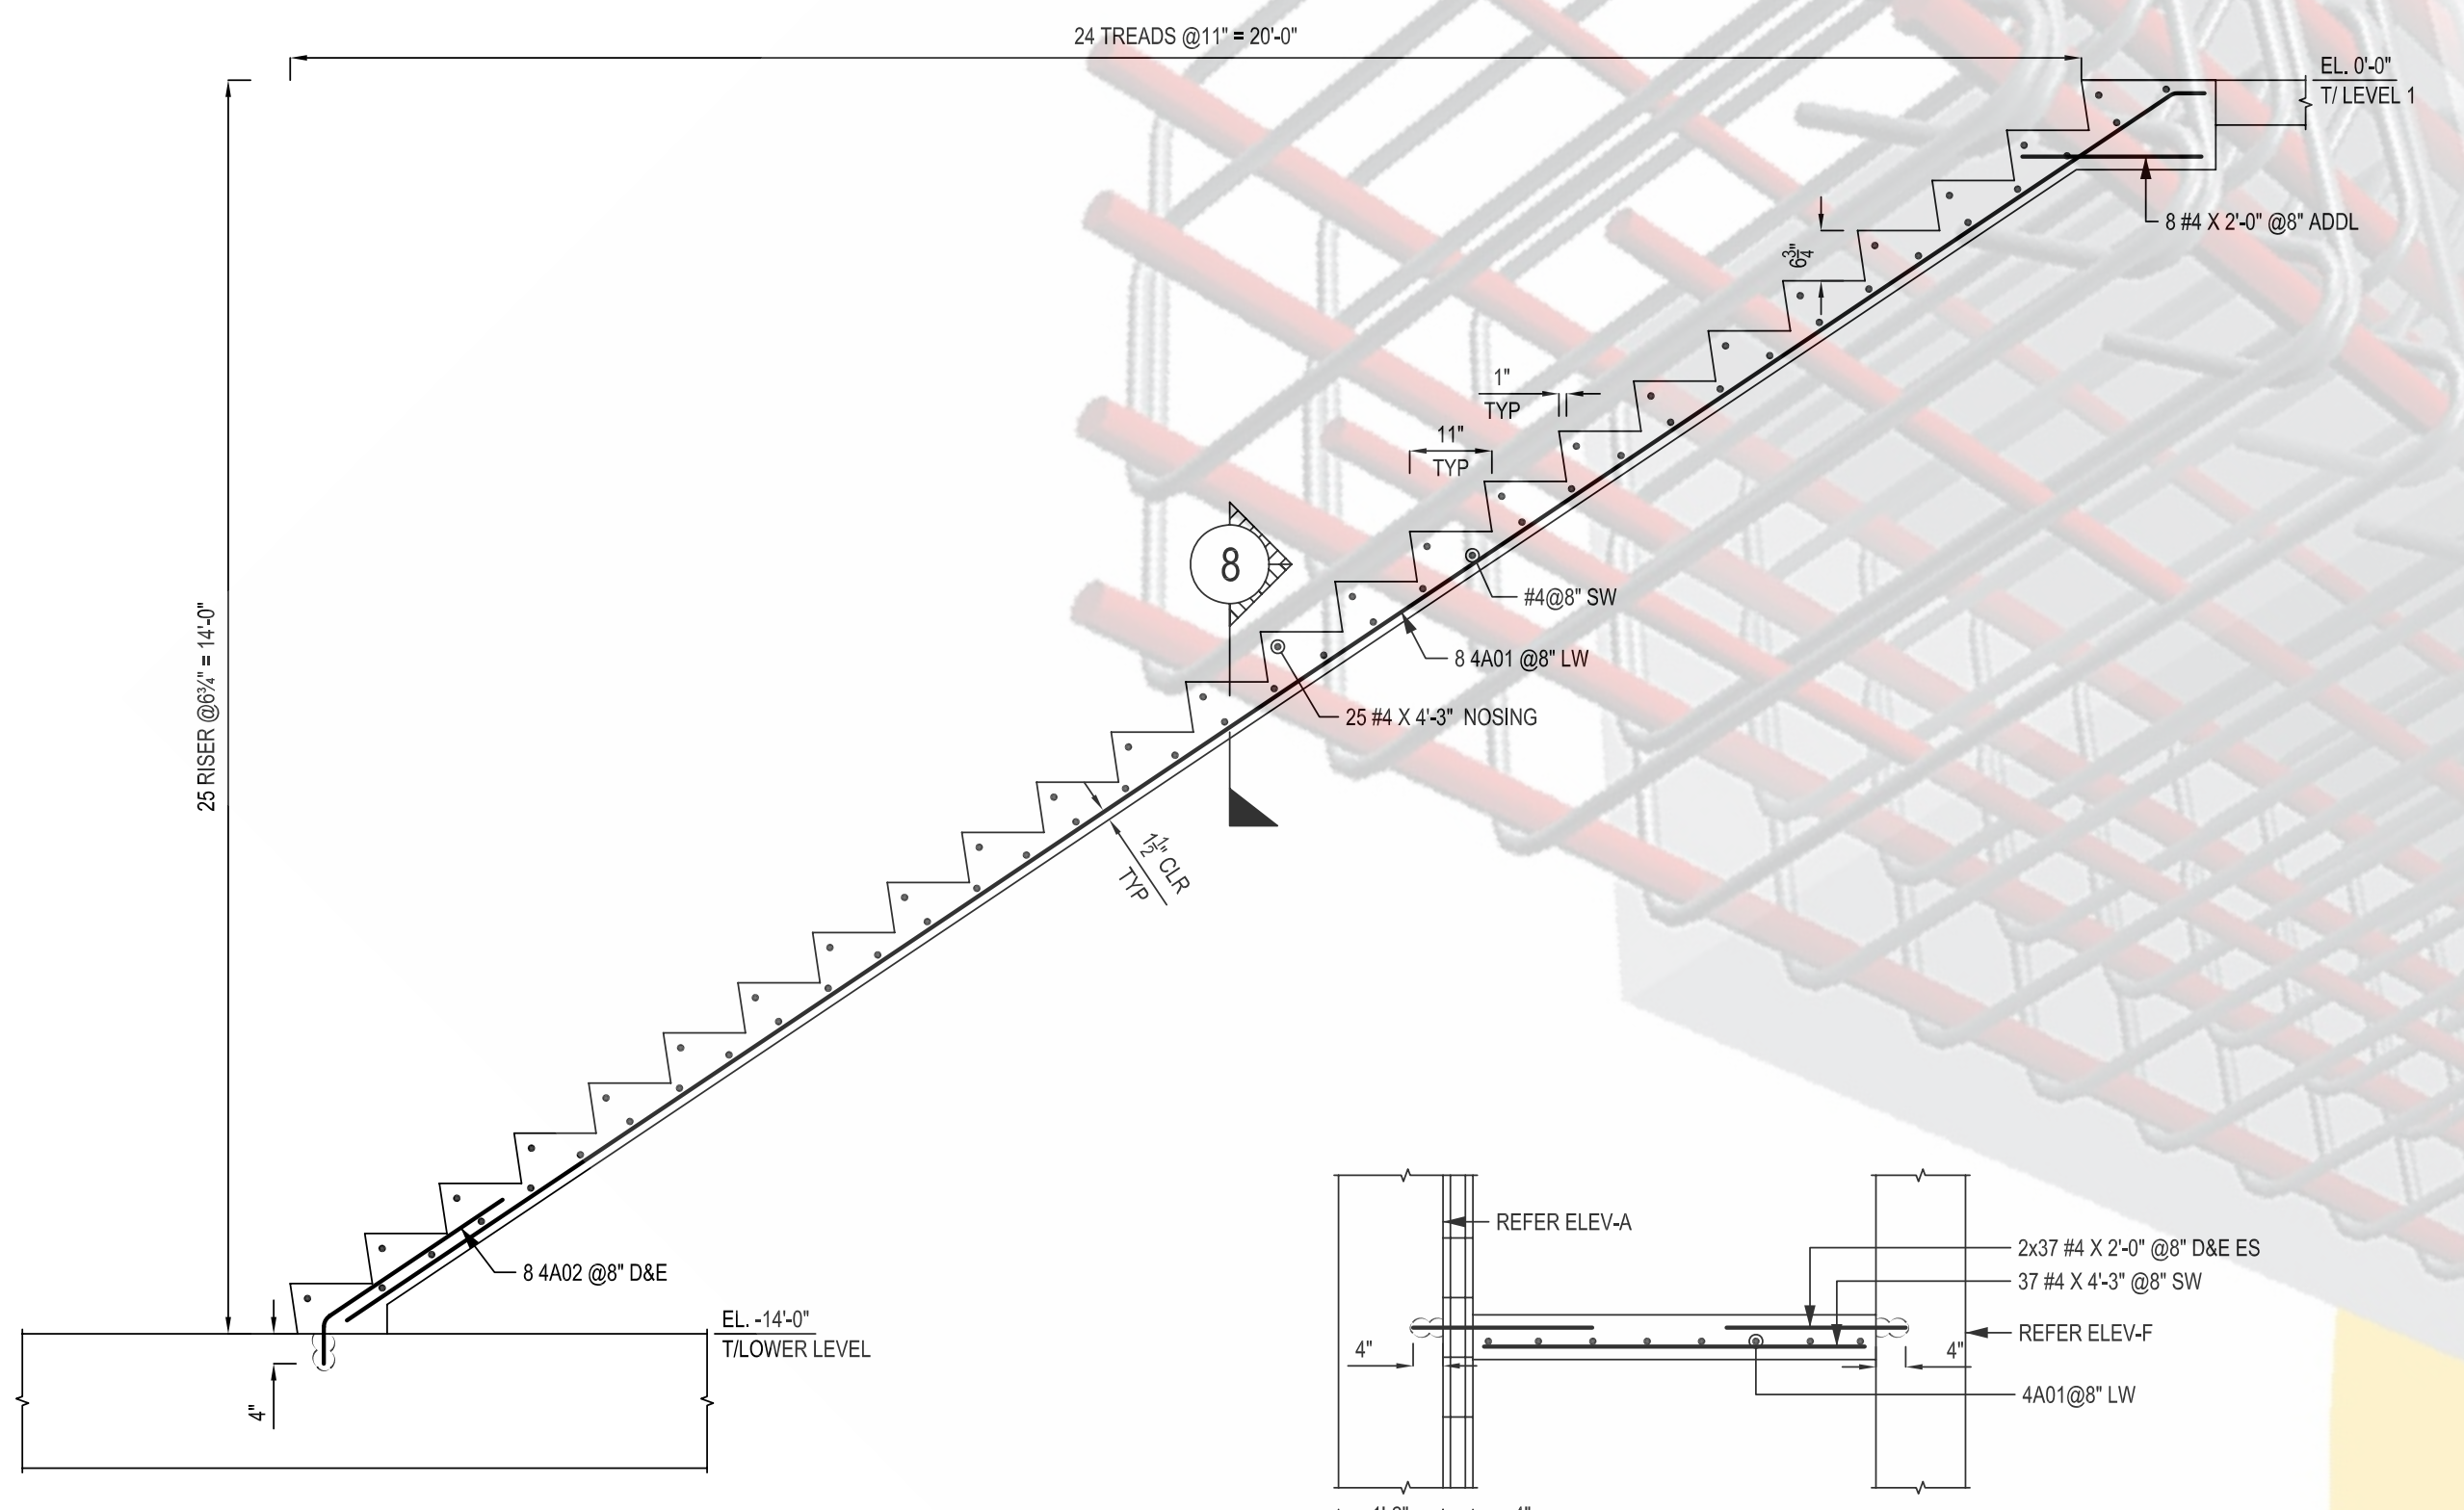 24 TREADS @11" = 20'-0"
EL. 0'-0"
T/ LEVEL 1
8 #4 X 2'-0" @8" ADDL
6¾"
1"
TYP
11"
TYP
8
#4@8" SW
8 4A01 @8" LW
25 #4 X 4'-3" NOSING
25 RISER @6¾" = 14'-0"
1½" CLR
TYP
8 4A02 @8" D&E
EL. -14'-0"
T/LOWER LEVEL
4"
REFER ELEV-A
2x37 #4 X 2'-0" @8" D&E ES
37 #4 X 4'-3" @8" SW
REFER ELEV-F
4"
4"
4A01@8" LW